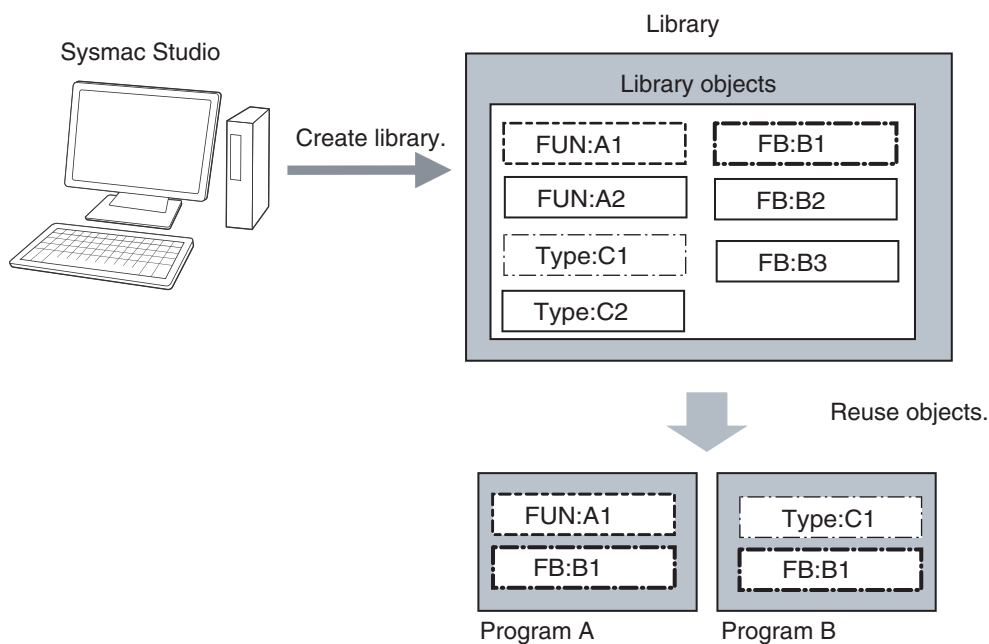 Library
Sysmac Studio
Library objects
Create library.
FUN:A1
FB:B1
FUN:A2
FB:B2
Type:C1
FB:B3
Type:C2
Reuse objects.
FUN:A1
Type:C1
FB:B1
FB:B1
Program A
Program B